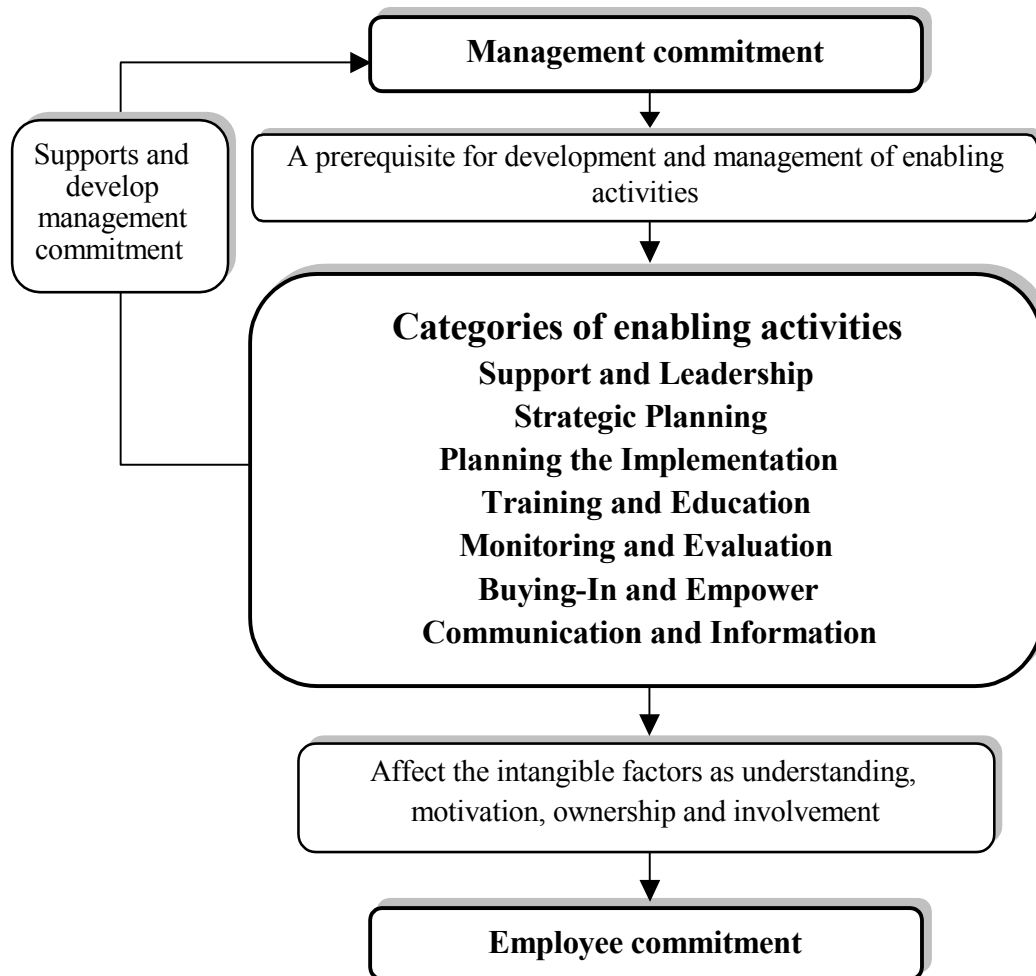 Management commitment
Supports and
develop
management
commitment
A prerequisite for development and management of enabling
activities
Categories of enabling activities
Support and Leadership
Strategic Planning
Planning the Implementation
Training and Education
Monitoring and Evaluation
Buying-In and Empower
Communication and Information
Affect the intangible factors as understanding,
motivation, ownership and involvement
Employee commitment